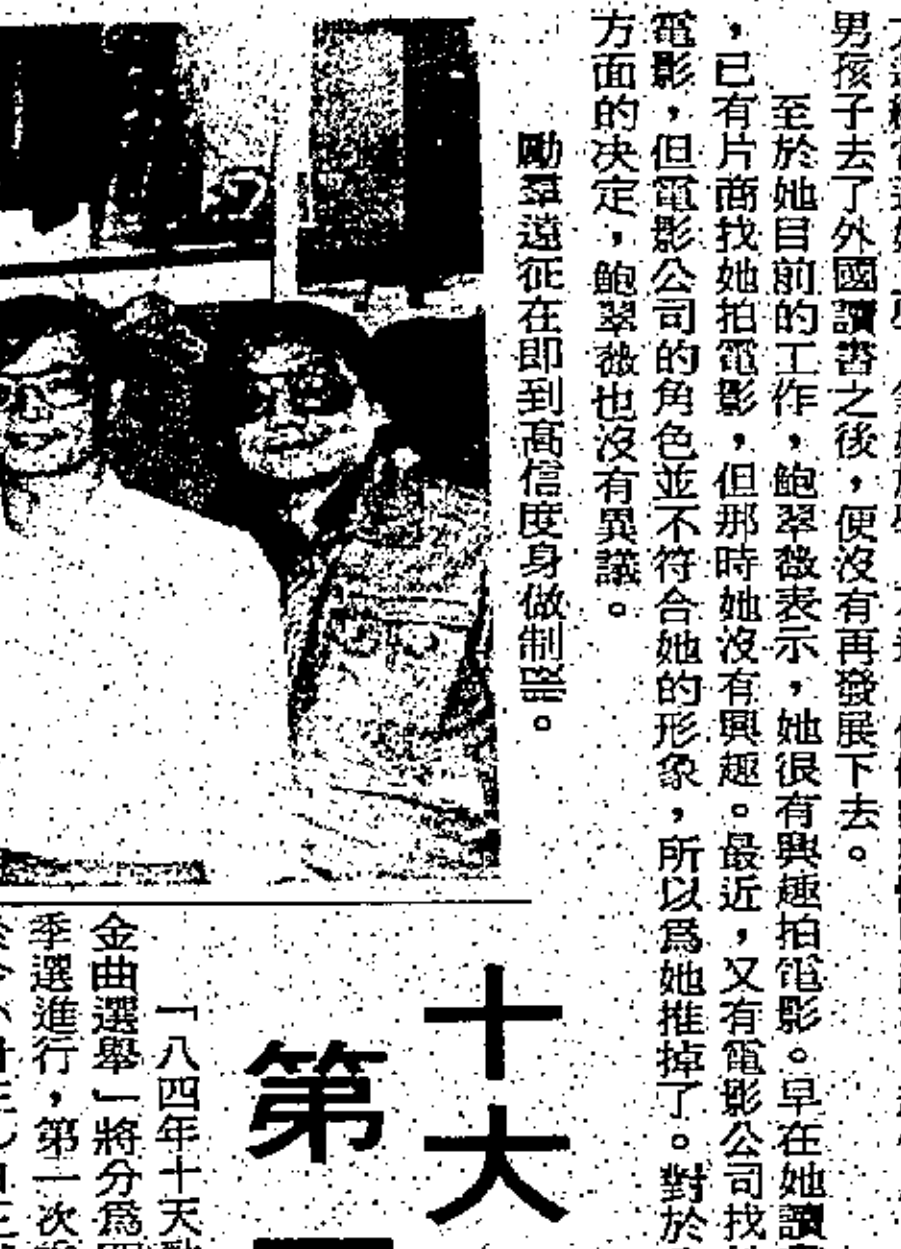 男孩子去了外國讀書之後，便沒有再發展下去。
至於她目前的工作，鮑翠薇表示，她很有興趣拍電影。早在她讀
，已有片商找她拍電影，但那時她沒有興趣。最近，又有電影公司找
電影，但電影公司的角色並不符合她的形象，所以爲她推掉了。對於
方面的决定，鮑翠薇也沒有異議。
勵羣遠征在即到高信度身做制服。
十大
第
「八四年十大
金曲選舉」將分爲四
季選進行，第一次